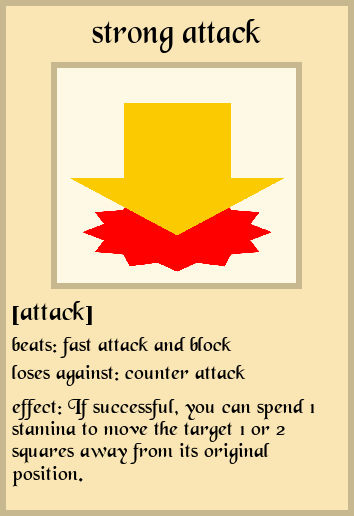 strong attack
[attack]
beats: fast attack and block
loses against: counter attack
effect: If successful, you can spend 1
stamina to move the target 1 or 2
squares away from its original
position.